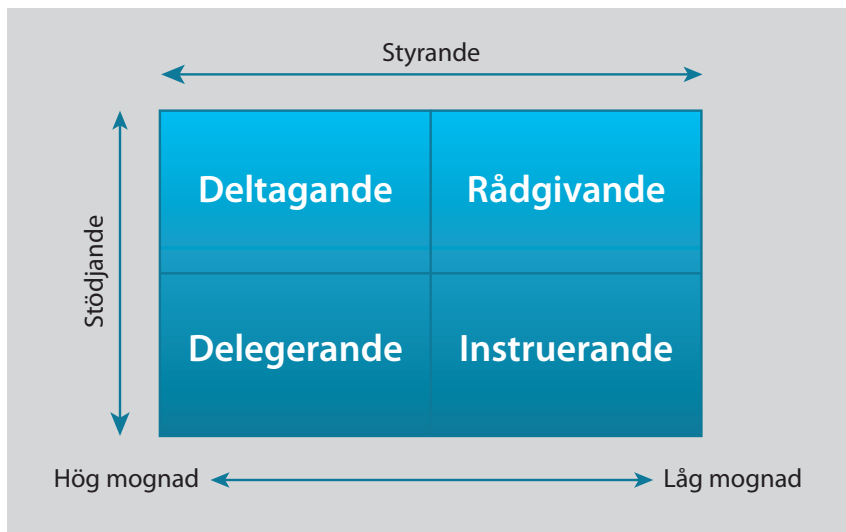 Styrande
Stödjande
Deltagande
Rådgivande
Delegerande
Instruerande
Hög mognad
Låg mognad